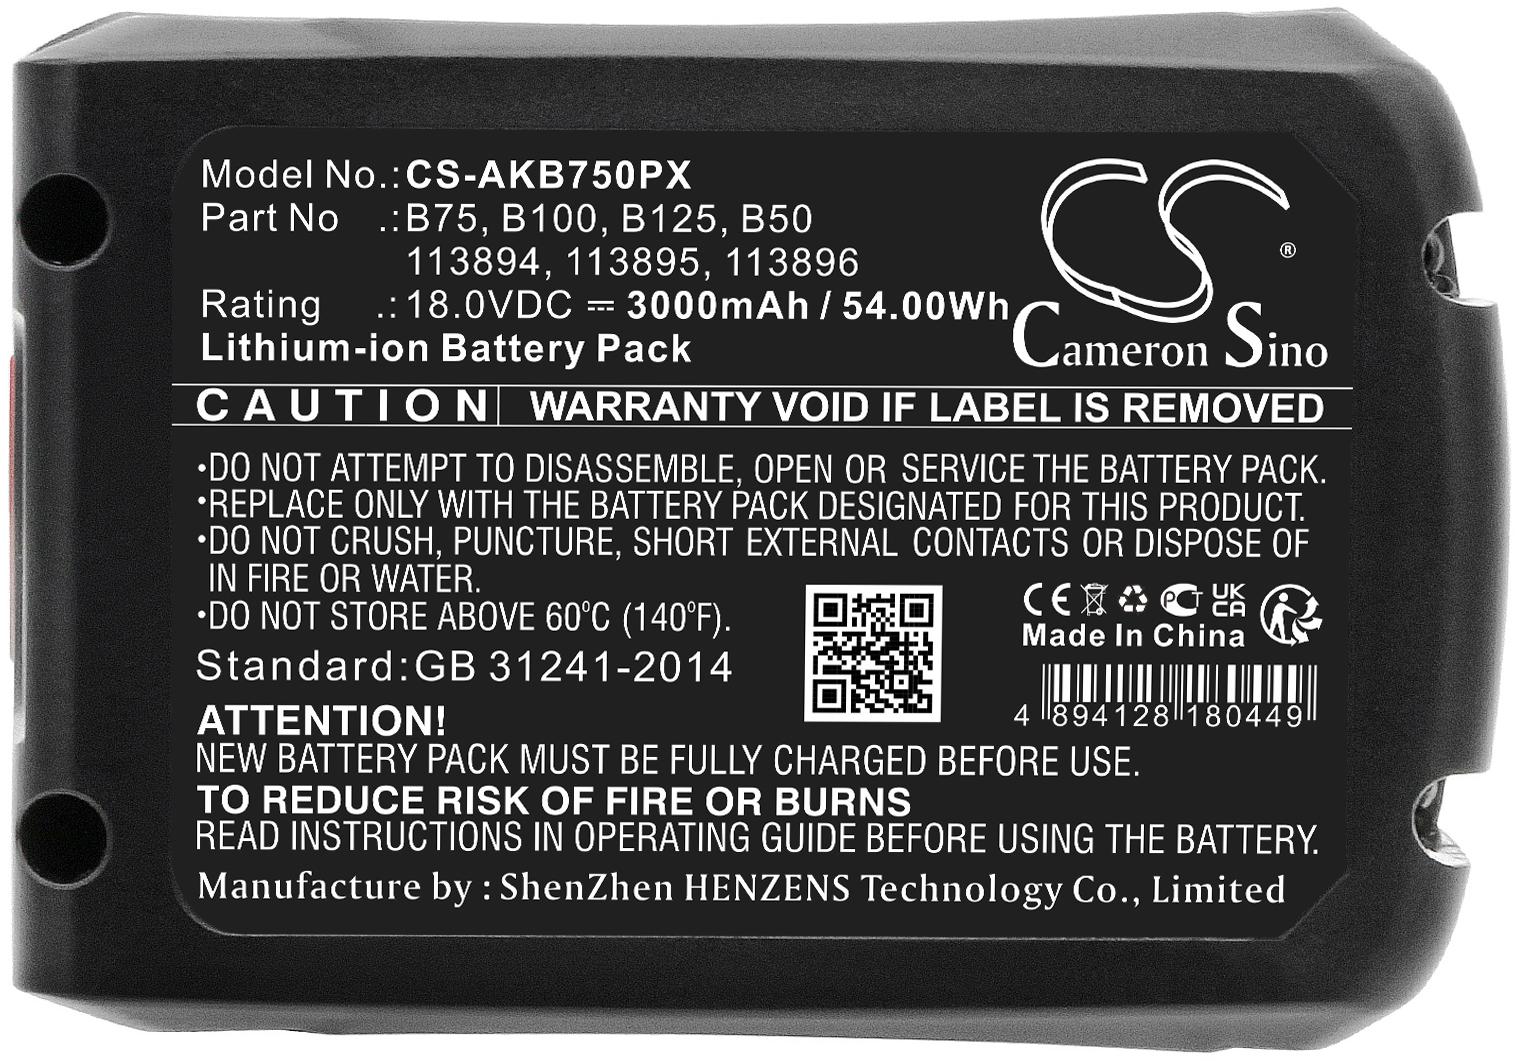 Model No.:CS-AKB750PX
Part No .:B75, B100, B125, B50
113894, 113895, 113896
Rating .:18.0VDC ⎓ 3000mAh / 54.00Wh
Lithium-ion Battery Pack
CS
®
Cameron Sino
CAUTION WARRANTY VOID IF LABEL IS REMOVED
•DO NOT ATTEMPT TO DISASSEMBLE, OPEN OR SERVICE THE BATTERY PACK.
•REPLACE ONLY WITH THE BATTERY PACK DESIGNATED FOR THIS PRODUCT.
•DO NOT CRUSH, PUNCTURE, SHORT EXTERNAL CONTACTS OR DISPOSE OF
IN FIRE OR WATER.
•DO NOT STORE ABOVE 60°C (140°F).
Standard:GB 31241-2014
CE PCT UK CA
Made In China
4 894128 180449
ATTENTION!
NEW BATTERY PACK MUST BE FULLY CHARGED BEFORE USE.
TO REDUCE RISK OF FIRE OR BURNS
READ INSTRUCTIONS IN OPERATING GUIDE BEFORE USING THE BATTERY.
Manufacture by : ShenZhen HENZENS Technology Co., Limited